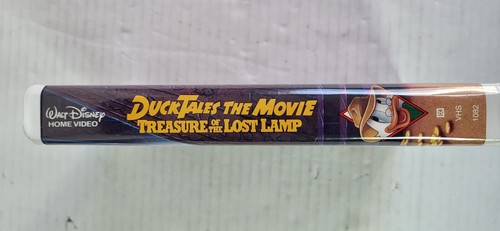 Walt Disney
HOME VIDEO
DUCKTALES THE MOVIE
TREASURE OF THE LOST LAMP
VHS
1082